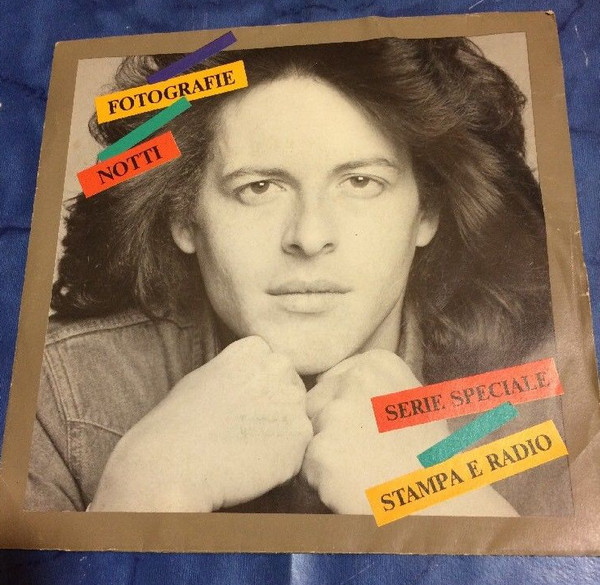 FOTOGRAFIE
NOTTI
SERIE SPECIALE
STAMPA E RADIO